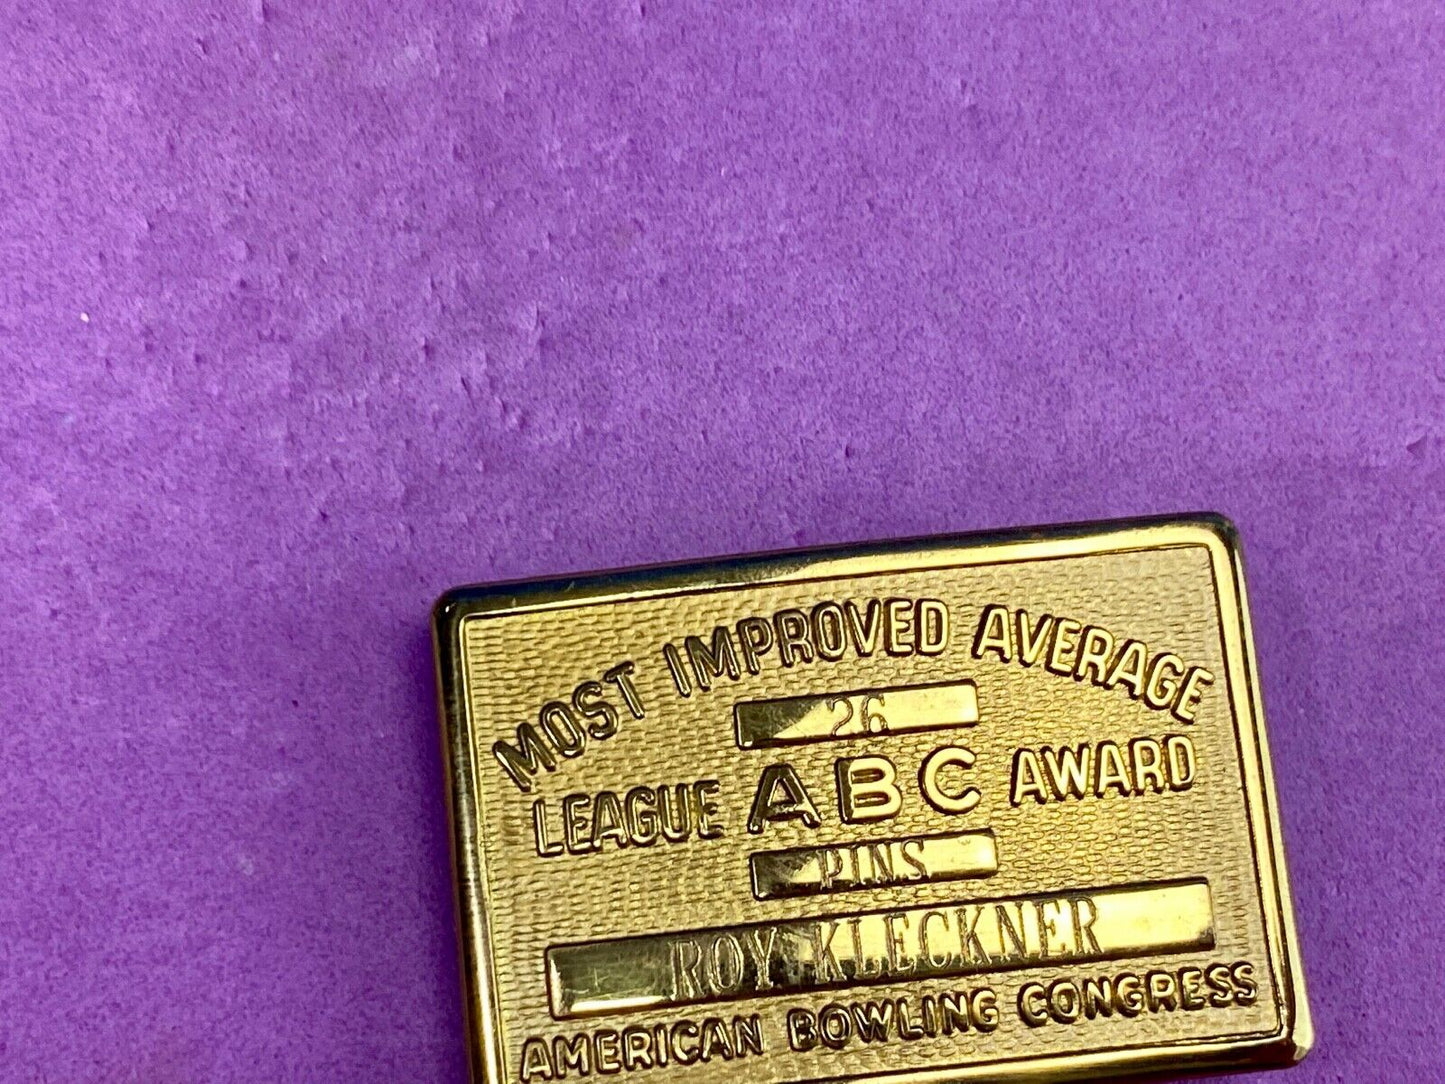 MOST IMPROVED AVERAGE
26
LEAGUE ABC AWARD
PINS
ROY KLECKNER
AMERICAN BOWLING CONGRESS